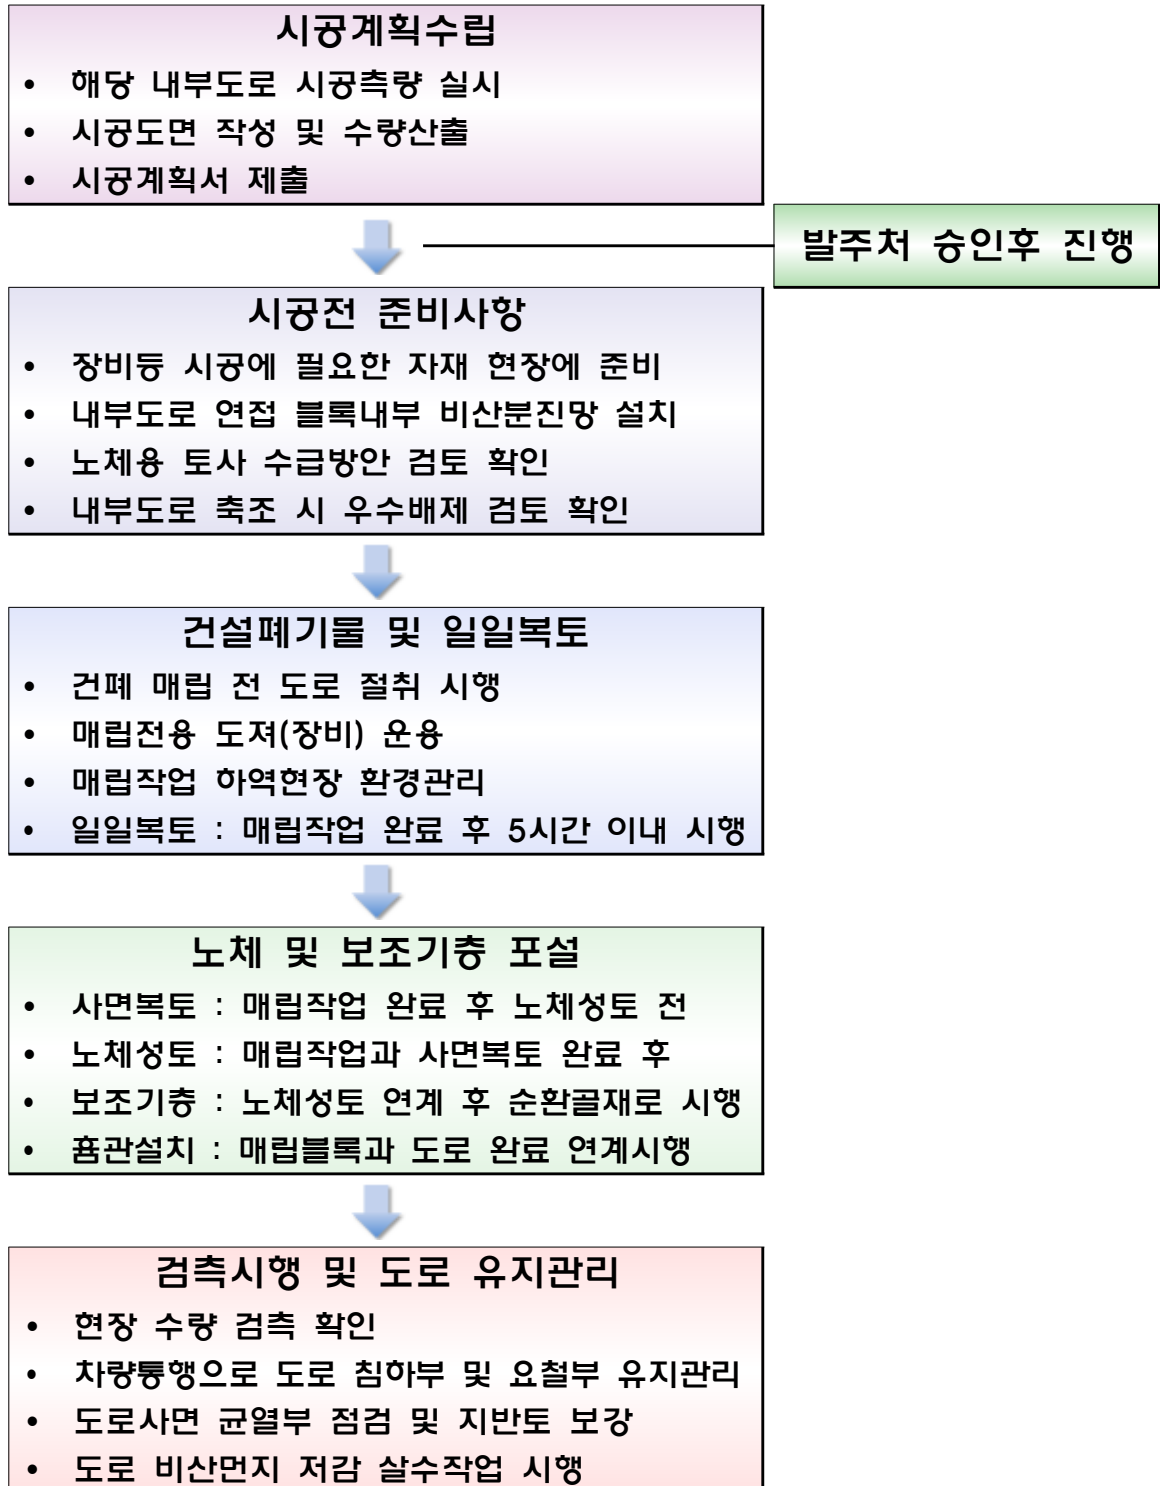 시공계획수립
• 해당 내부도로 시공측량 실시
• 시공도면 작성 및 수량산출
• 시공계획서 제출
발주처 승인후 진행
시공전 준비사항
• 장비등 시공에 필요한 자재 현장에 준비
• 내부도로 연접 블록내부 비산분진망 설치
• 노체용 토사 수급방안 검토 확인
• 내부도로 축조 시 우수배제 검토 확인
건설폐기물 및 일일복토
• 건폐 매립 전 도로 절취 시행
• 매립전용 도져(장비) 운용
• 매립작업 하역현장 환경관리
• 일일복토 : 매립작업 완료 후 5시간 이내 시행
노체 및 보조기층 포설
• 사면복토 : 매립작업 완료 후 노체성토 전
• 노체성토 : 매립작업과 사면복토 완료 후
• 보조기층 : 노체성토 연계 후 순환골재로 시행
• 흄관설치 : 매립블록과 도로 완료 연계시행
검측시행 및 도로 유지관리
• 현장 수량 검측 확인
• 차량통행으로 도로 침하부 및 요철부 유지관리
• 도로사면 균열부 점검 및 지반토 보강
• 도로 비산먼지 저감 살수작업 시행